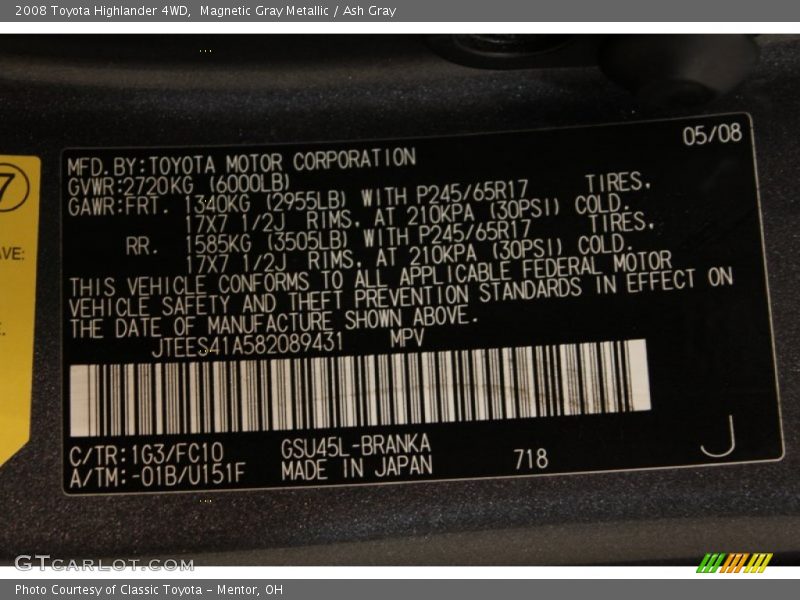 2008 Toyota Highlander 4WD,  Magnetic Gray Metallic / Ash Gray
05/08
MFD.BY:TOYOTA MOTOR CORPORATION
GVWR:2720KG (6000LB)
GAWR:FRT. 1340KG (2955LB) WITH P245/65R17 TIRES,
17X7 1/2J RIMS, AT 210KPA (30PSI) COLD.
RR. 1585KG (3505LB) WITH P245/65R17 TIRES,
17X7 1/2J RIMS, AT 210KPA (30PSI) COLD.
THIS VEHICLE CONFORMS TO ALL APPLICABLE FEDERAL MOTOR
VEHICLE SAFETY AND THEFT PREVENTION STANDARDS IN EFFECT ON
THE DATE OF MANUFACTURE SHOWN ABOVE.
JTEES41A582089431 MPV
C/TR:1G3/FC10 GSU45L-BRANKA
A/TM:-01B/U151F MADE IN JAPAN 718 J
7
AVE:
GTCARLOT.COM
Photo Courtesy of Classic Toyota - Mentor, OH